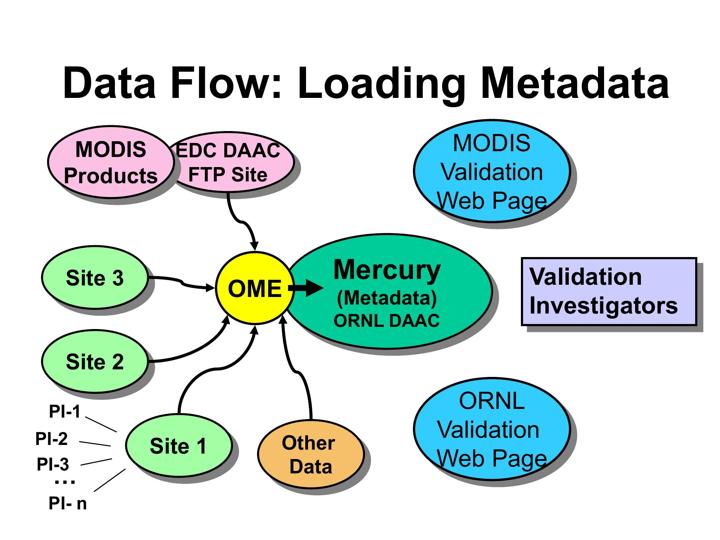 Data Flow: Loading Metadata
MODIS
Products
EDC DAAC
FTP Site
MODIS
Validation
Web Page
Site 3
OME
Mercury
(Metadata)
ORNL DAAC
Validation
Investigators
Site 2
PI-1
PI-2
PI-3
...
PI- n
Site 1
Other
Data
ORNL
Validation
Web Page